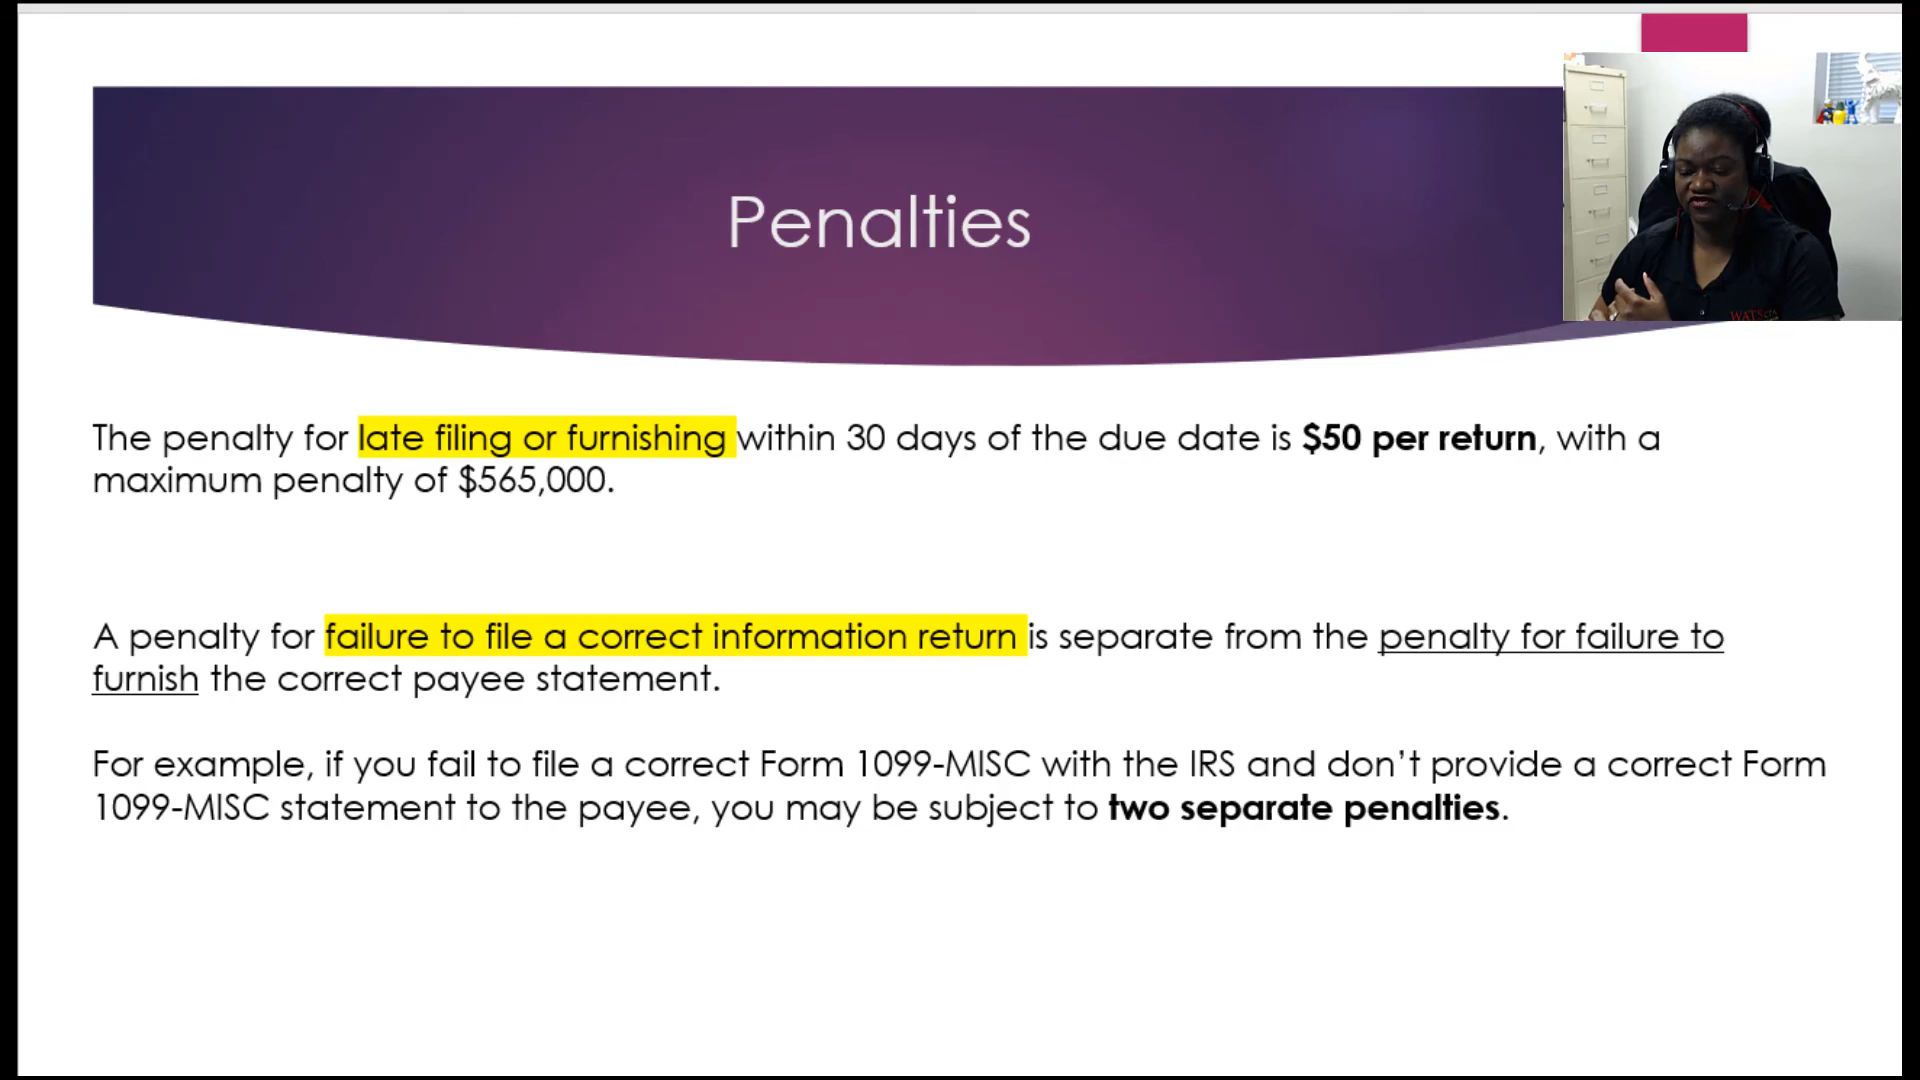 Penalties
The penalty for late filing or furnishing within 30 days of the due date is $50 per return, with a
maximum penalty of $565,000.
A penalty for failure to file a correct information return is separate from the penalty for failure to
furnish the correct payee statement.
For example, if you fail to file a correct Form 1099-MISC with the IRS and don’t provide a correct Form
1099-MISC statement to the payee, you may be subject to two separate penalties.